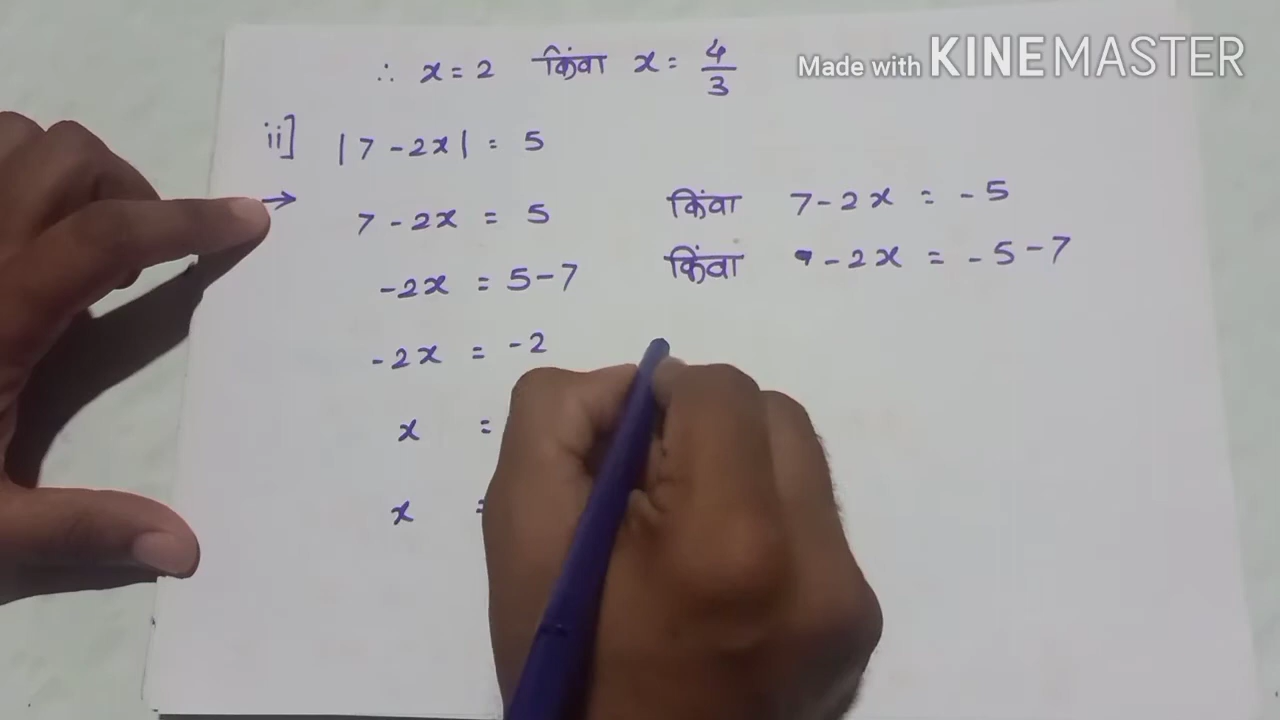 ∴ x = 2 किंवा x = 4/3
Made with KINEMASTER
ii] |7 - 2x| = 5
→ 7 - 2x = 5 किंवा 7 - 2x = - 5
-2x = 5 - 7 किंवा - 2x = - 5 - 7
- 2x = - 2
x =
x =